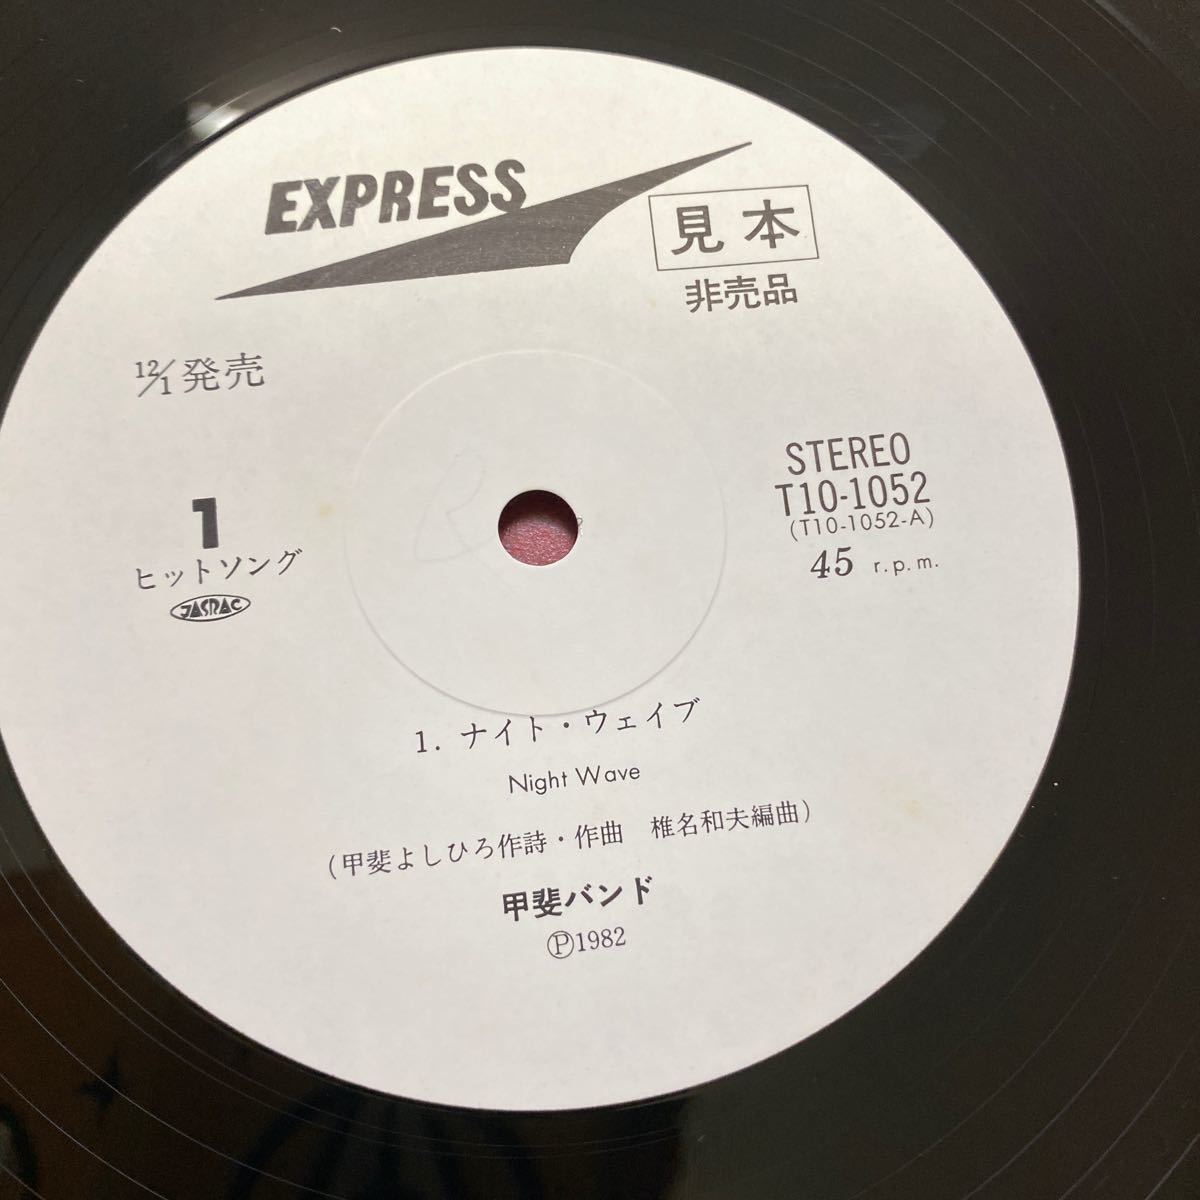 EXPRESS
見本
非売品
12/1発売
1
ヒットソング
JASRAC
STEREO
T10-1052
(T10-1052-A)
45 r.p.m.
1. ナイト・ウェイブ
Night Wave
(甲斐よしひろ作詩・作曲 椎名和夫編曲)
甲斐バンド
Ⓟ1982